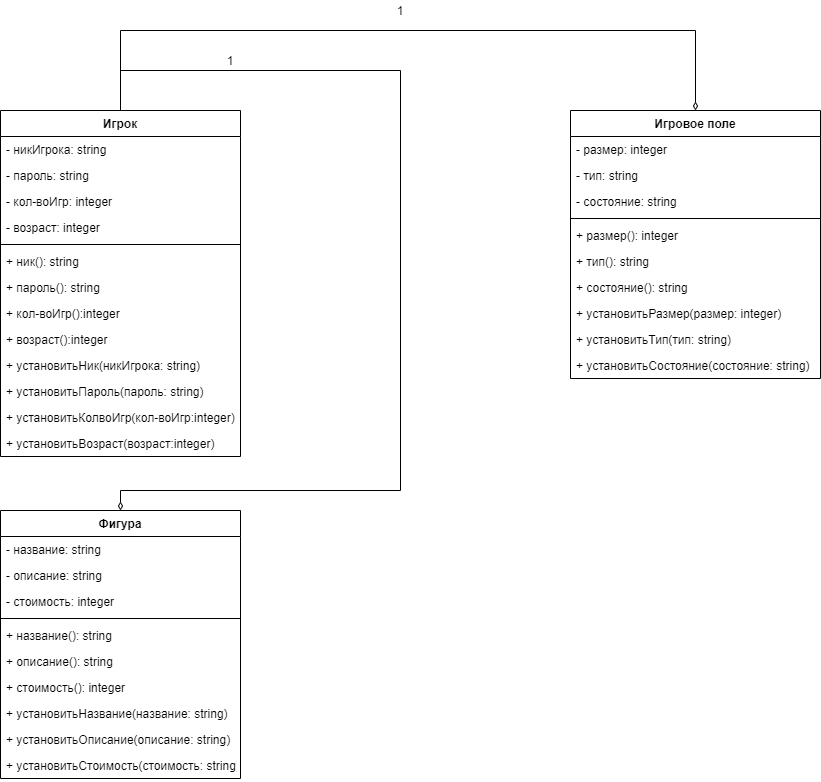 1
1
Игрок
- никИгрока: string
- пароль: string
- кол-воИгр: integer
- возраст: integer
+ ник(): string
+ пароль(): string
+ кол-воИгр():integer
+ возраст():integer
+ установитьНик(никИгрока: string)
+ установитьПароль(пароль: string)
+ установитьКолвоИгр(кол-воИгр:integer)
+ установитьВозраст(возраст:integer)
Игровое поле
- размер: integer
- тип: string
- состояние: string
+ размер(): integer
+ тип(): string
+ состояние(): string
+ установитьРазмер(размер: integer)
+ установитьТип(тип: string)
+ установитьСостояние(состояние: string)
Фигура
- название: string
- описание: string
- стоимость: integer
+ название(): string
+ описание(): string
+ стоимость(): integer
+ установитьНазвание(название: string)
+ установитьОписание(описание: string)
+ установитьСтоимость(стоимость: string